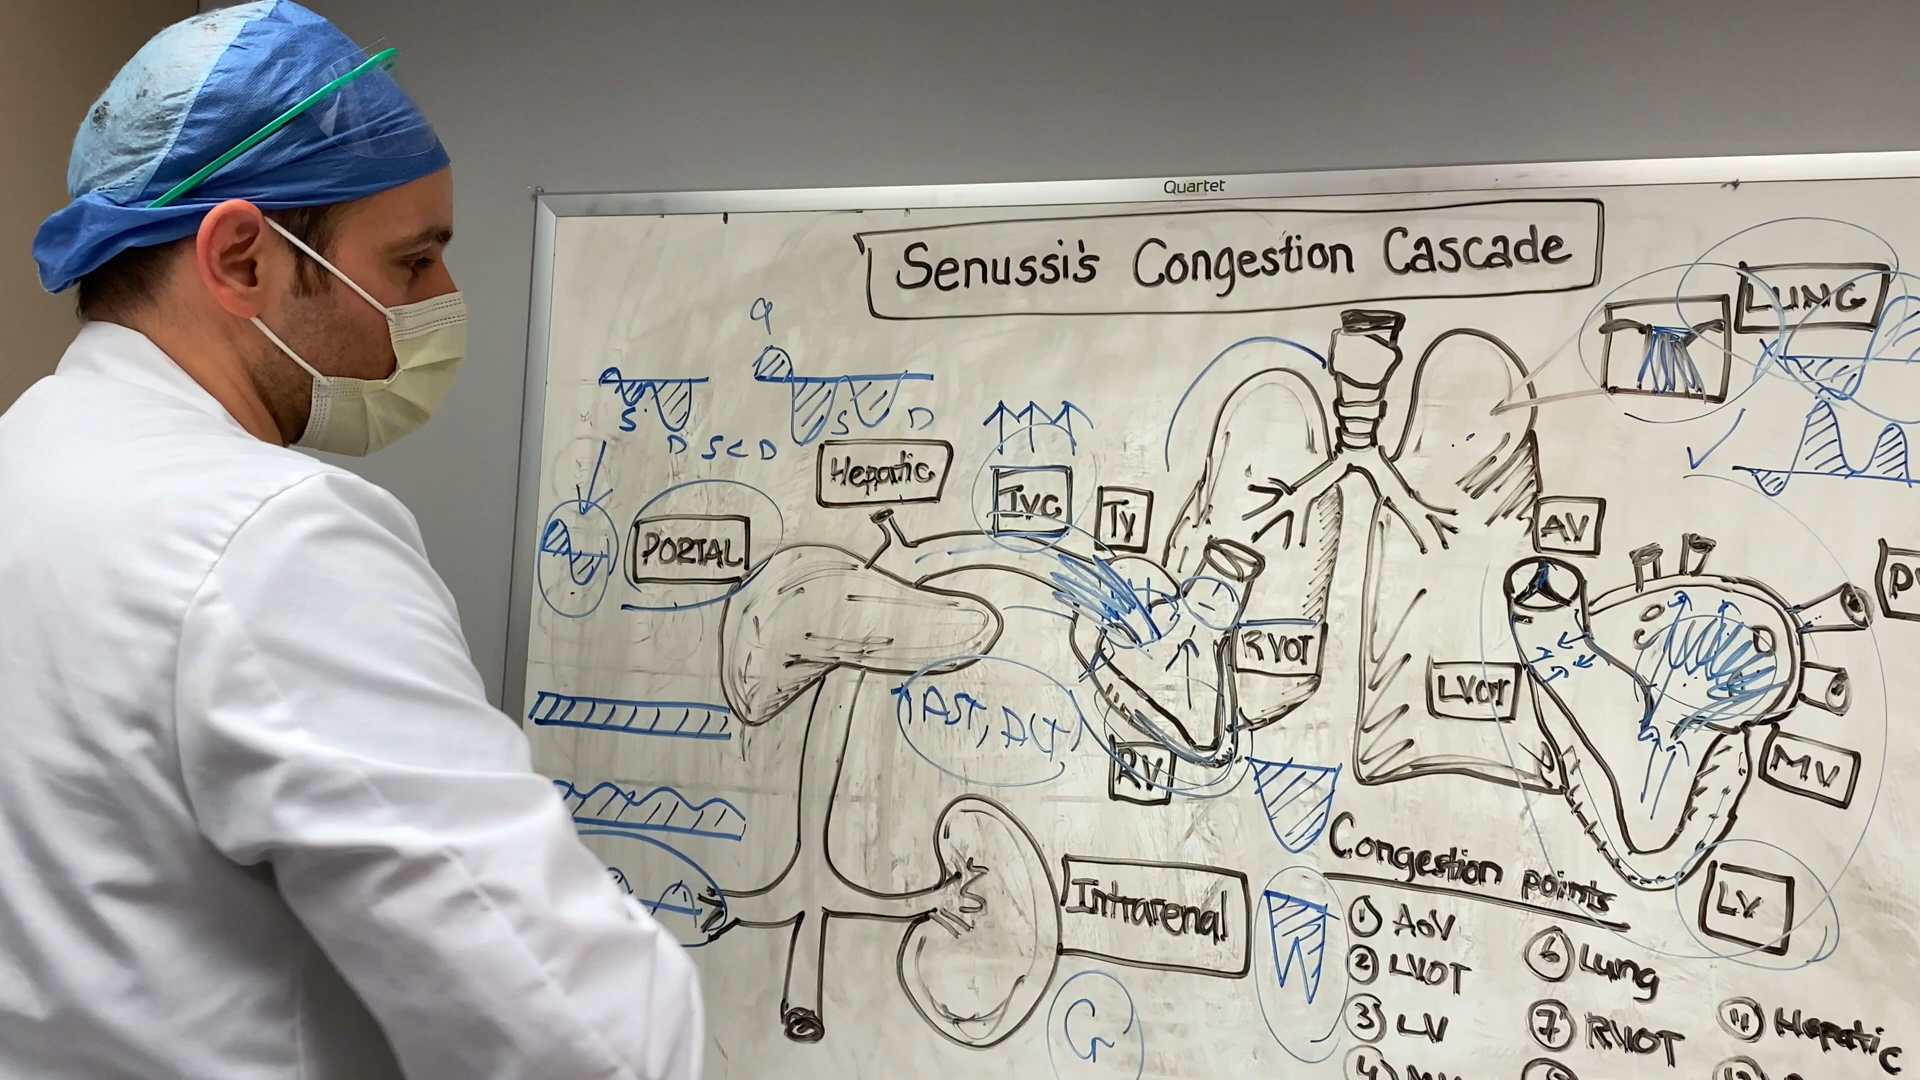 Quartet
Senussi's Congestion Cascade
LUNG
a
S
D
S < D
S
D
Hepatic
IVC
TV
PORTAL
AV
RVOT
LVOT
↑AST, ALT
RV
MV
LV
Intrarenal
Cr
Congestion points
① AoV
② LVOT
③ LV
④
⑥ Lung
⑦ RVOT
⑪ Hepatic